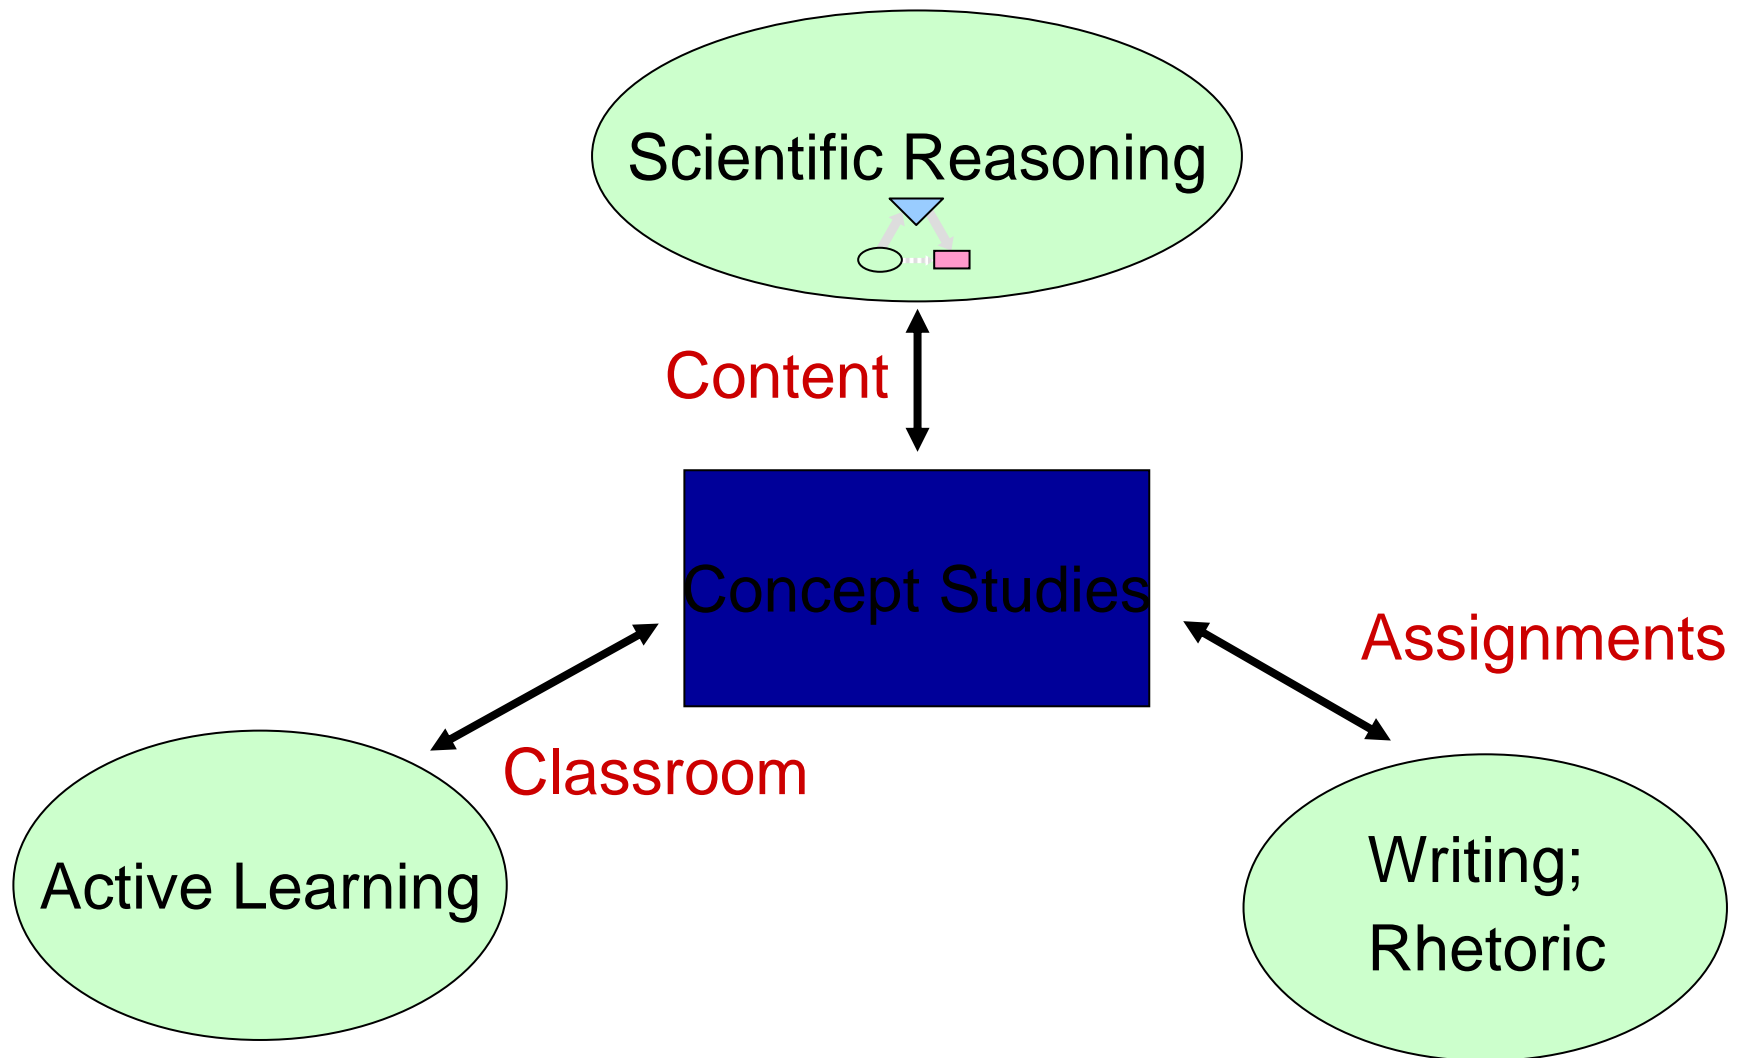 Scientific Reasoning
Content
Concept Studies
Assignments
Classroom
Active Learning
Writing;
Rhetoric